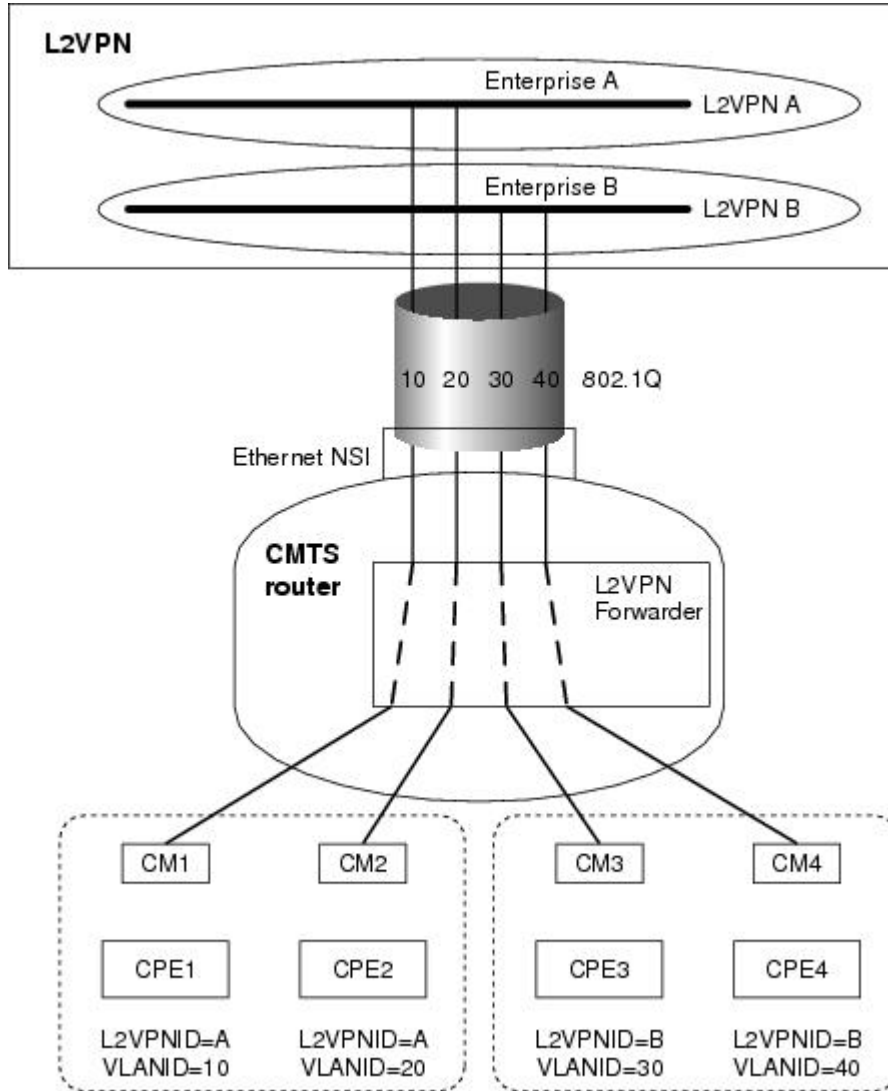 L2VPN
Enterprise A
L2VPN A
Enterprise B
L2VPN B
10 20 30 40 802.1Q
Ethernet NSI
CMTS
router
L2VPN
Forwarder
CM1 CM2 CM3 CM4
CPE1 CPE2 CPE3 CPE4
L2VPNID=A L2VPNID=A L2VPNID=B L2VPNID=B
VLANID=10 VLANID=20 VLANID=30 VLANID=40